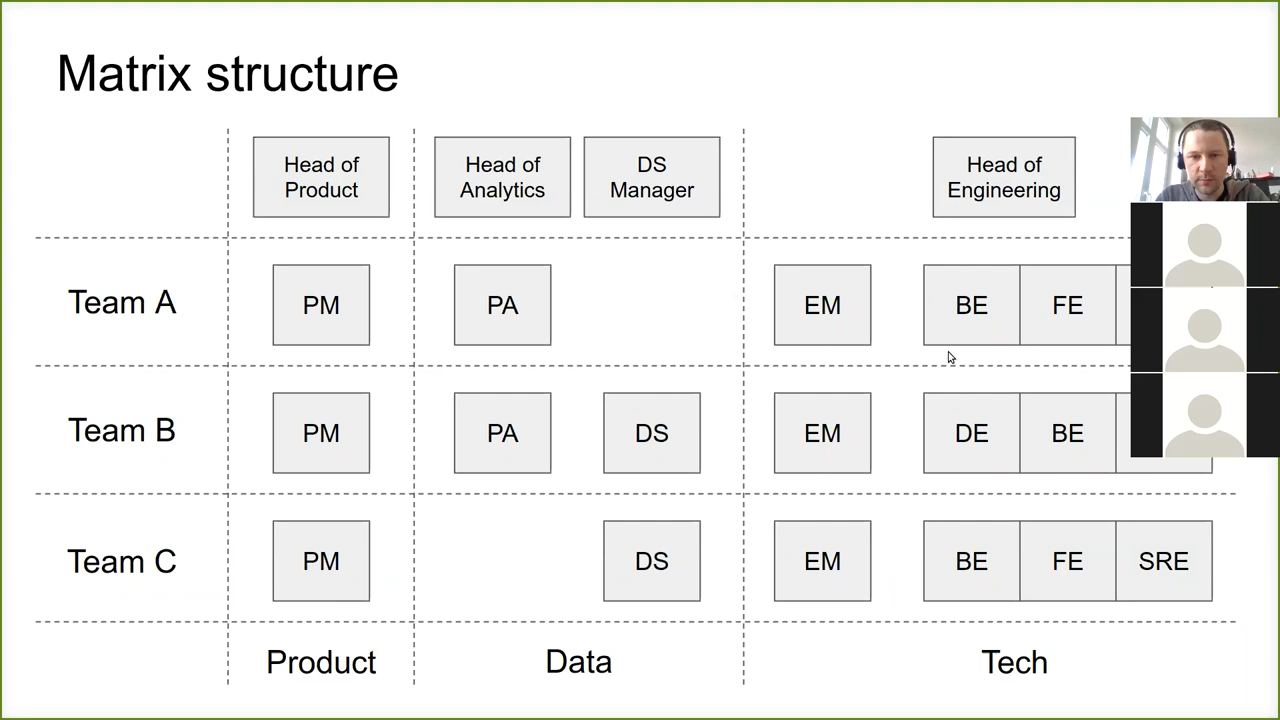 Matrix structure
Head of
Product
Head of
Analytics
DS
Manager
Head of
Engineering
Team A
PM
PA
EM
BE
FE
Team B
PM
PA
DS
EM
DE
BE
Team C
PM
DS
EM
BE
FE
SRE
Product
Data
Tech